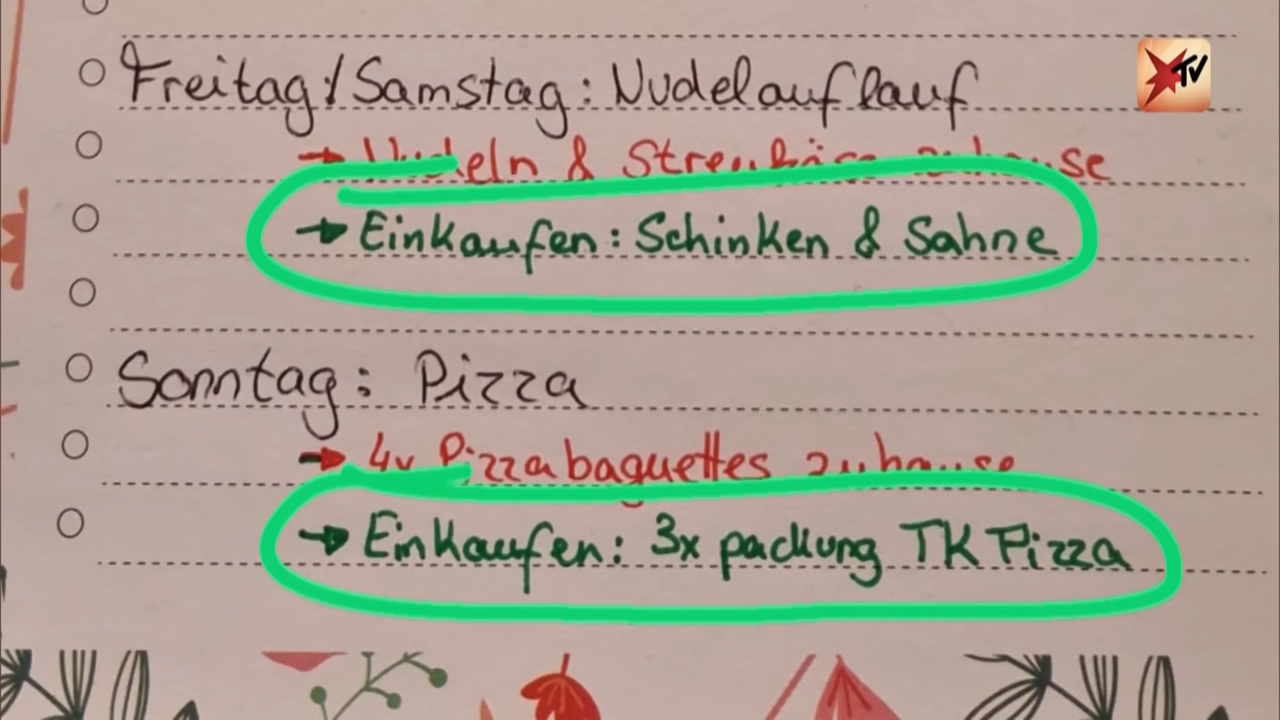 TV
Freitag/Samstag: Nudelauflauf
→ Nudeln & Streukäse zuhause
→ Einkaufen: Schinken & Sahne
Sonntag: Pizza
→ 4x Pizzabaguettes zuhause
→ Einkaufen: 3x packung TK Pizza